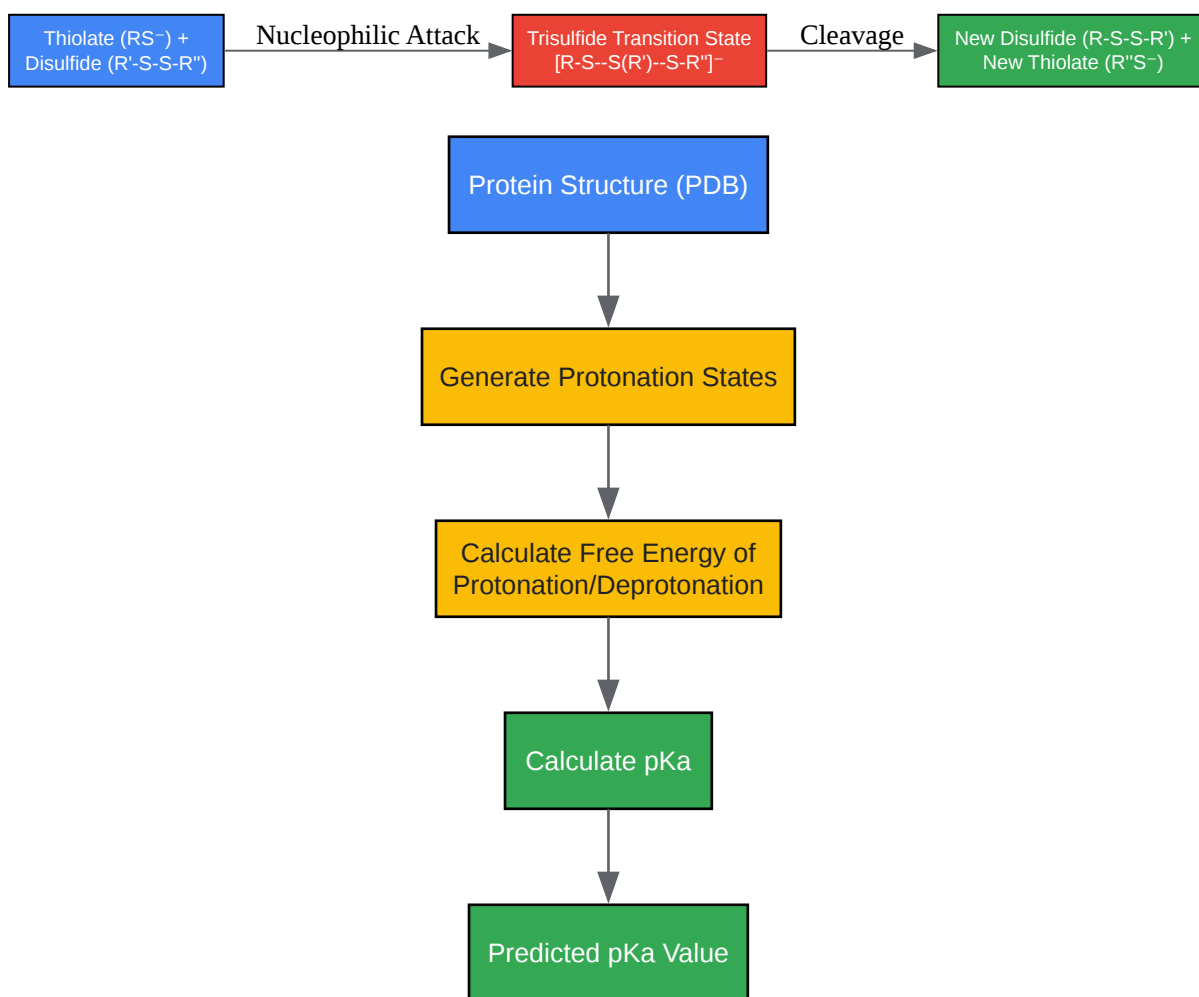 Thiolate (RS⁻) +
Disulfide (R'-S-S-R")
Nucleophilic Attack
Trisulfide Transition State
[R-S--S(R')--S-R"]⁻
Cleavage
New Disulfide (R-S-S-R') +
New Thiolate (R"S⁻)
Protein Structure (PDB)
Generate Protonation States
Calculate Free Energy of
Protonation/Deprotonation
Calculate pKa
Predicted pKa Value